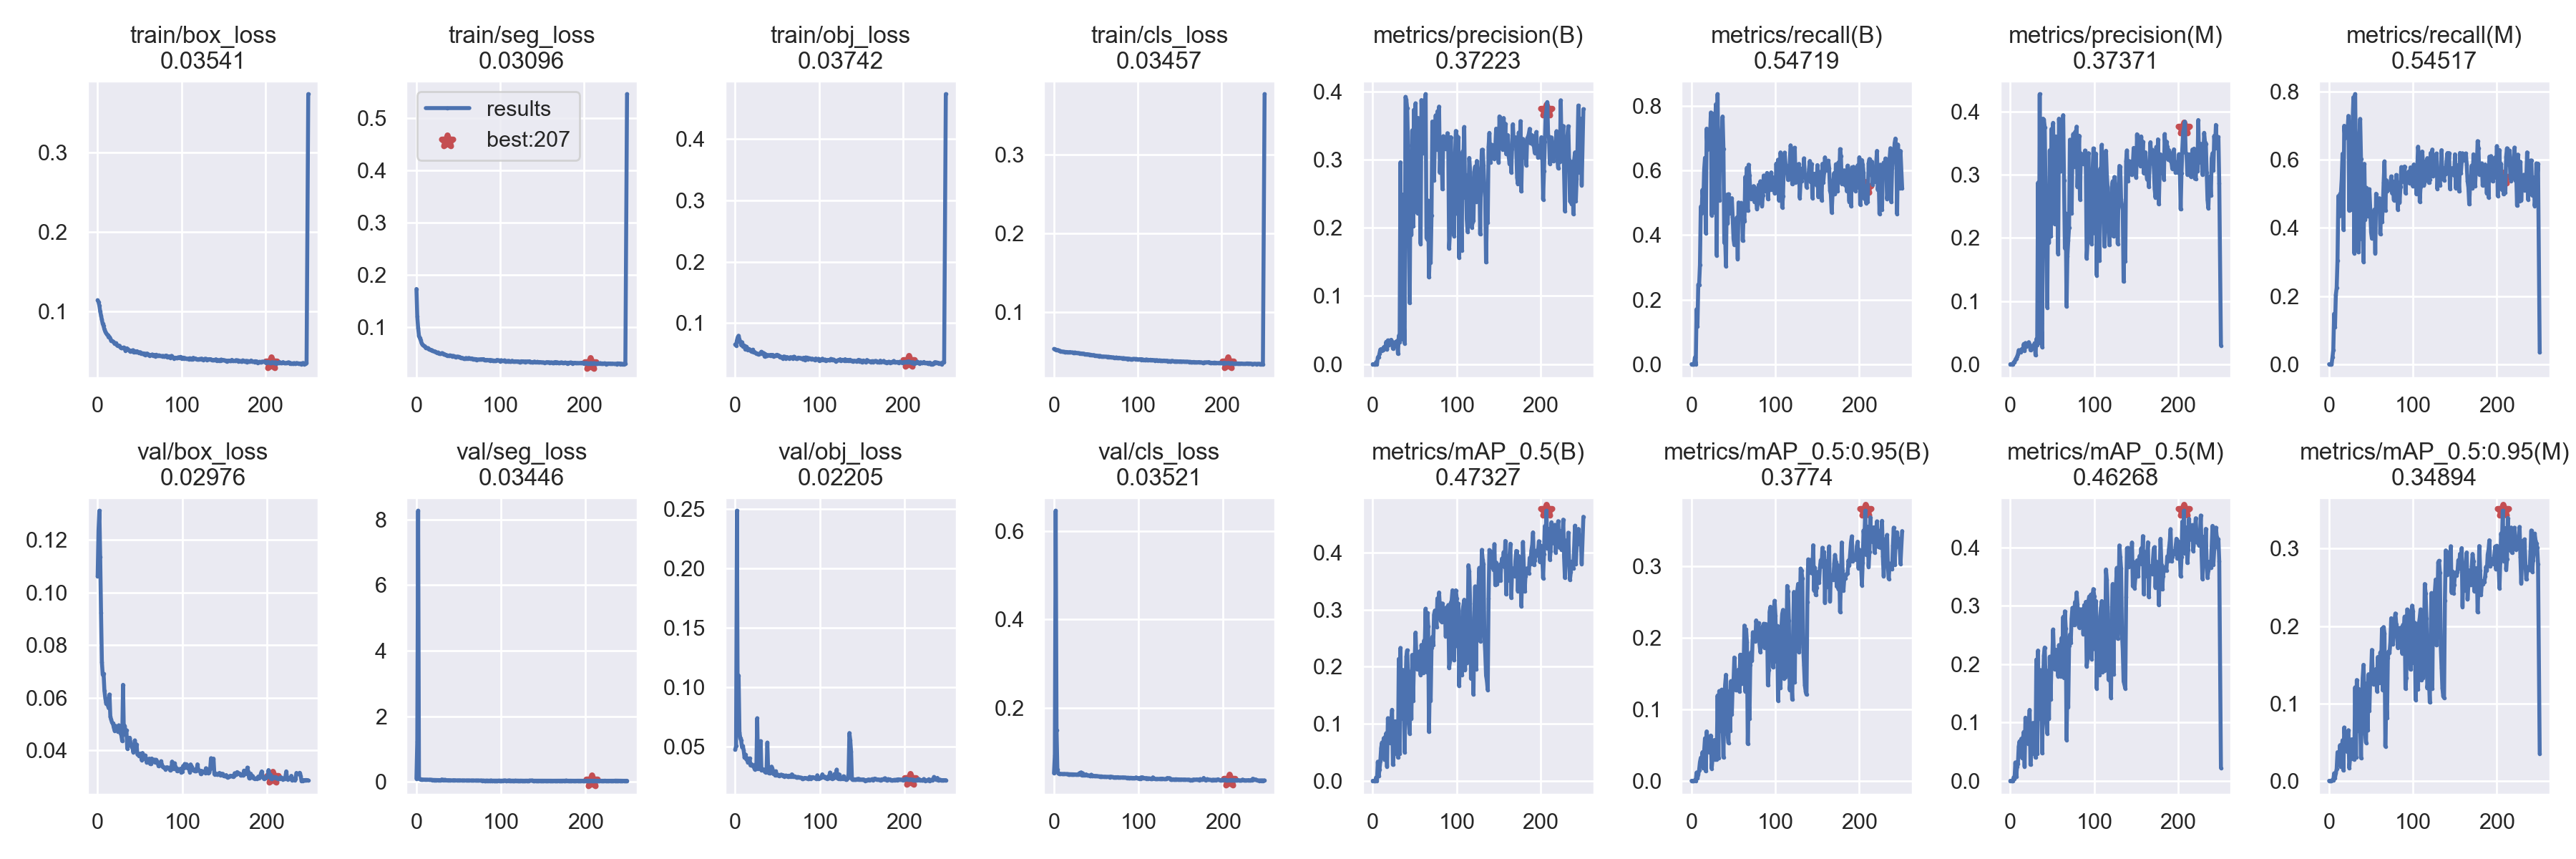 train/box_loss
0.03541
train/seg_loss
0.03096
train/obj_loss
0.03742
train/cls_loss
0.03457
metrics/precision(B)
0.37223
metrics/recall(B)
0.54719
metrics/precision(M)
0.37371
metrics/recall(M)
0.54517
0.3
0.2
0.1
0 100 200
results
best:207
0.5
0.4
0.3
0.2
0.1
0 100 200
0.4
0.3
0.2
0.1
0 100 200
0.3
0.2
0.1
0 100 200
0.4
0.3
0.2
0.1
0.0
0 100 200
0.8
0.6
0.4
0.2
0.0
0 100 200
0.4
0.3
0.2
0.1
0.0
0 100 200
0.8
0.6
0.4
0.2
0.0
0 100 200
val/box_loss
0.02976
val/seg_loss
0.03446
val/obj_loss
0.02205
val/cls_loss
0.03521
metrics/mAP_0.5(B)
0.47327
metrics/mAP_0.5:0.95(B)
0.3774
metrics/mAP_0.5(M)
0.46268
metrics/mAP_0.5:0.95(M)
0.34894
0.12
0.10
0.08
0.06
0.04
0 100 200
8
6
4
2
0
0 100 200
0.25
0.20
0.15
0.10
0.05
0 100 200
0.6
0.4
0.2
0 100 200
0.4
0.3
0.2
0.1
0.0
0 100 200
0.3
0.2
0.1
0.0
0 100 200
0.4
0.3
0.2
0.1
0.0
0 100 200
0.3
0.2
0.1
0.0
0 100 200